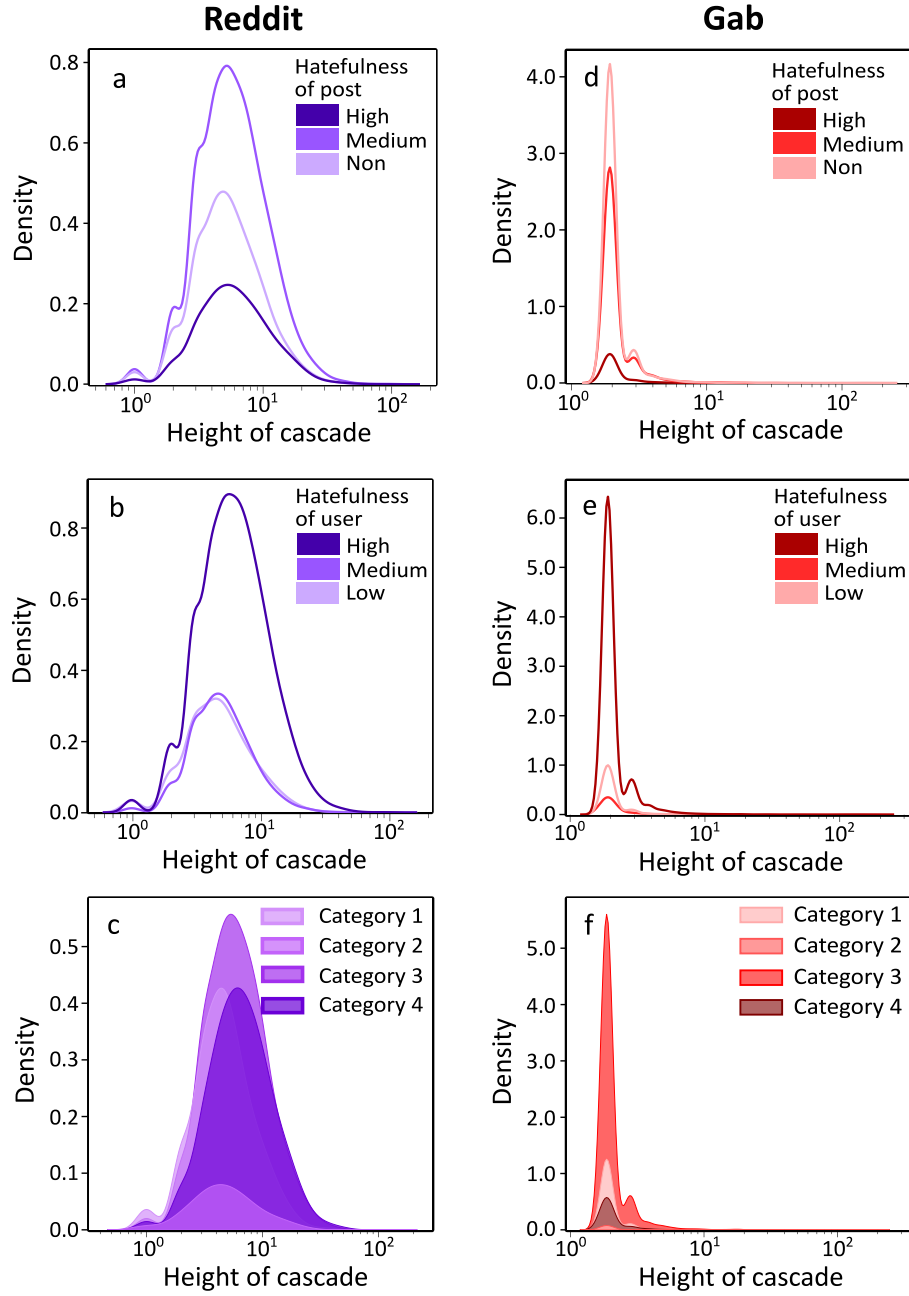 Reddit
Gab
a
Hatefulness
of post
High
Medium
Non
0.8
0.6
0.4
0.2
0.0
Density
10⁰
10¹
10²
Height of cascade
d
Hatefulness
of post
High
Medium
Non
4.0
3.0
2.0
1.0
0.0
Density
10⁰
10¹
10²
Height of cascade
b
Hatefulness
of user
High
Medium
Low
0.8
0.6
0.4
0.2
0.0
Density
10⁰
10¹
10²
Height of cascade
e
Hatefulness
of user
High
Medium
Low
6.0
5.0
4.0
3.0
2.0
1.0
0.0
Density
10⁰
10¹
10²
Height of cascade
c
Category 1
Category 2
Category 3
Category 4
0.5
0.4
0.3
0.2
0.1
0.0
Density
10⁰
10¹
10²
Height of cascade
f
Category 1
Category 2
Category 3
Category 4
5.0
4.0
3.0
2.0
1.0
0.0
Density
10⁰
10¹
10²
Height of cascade